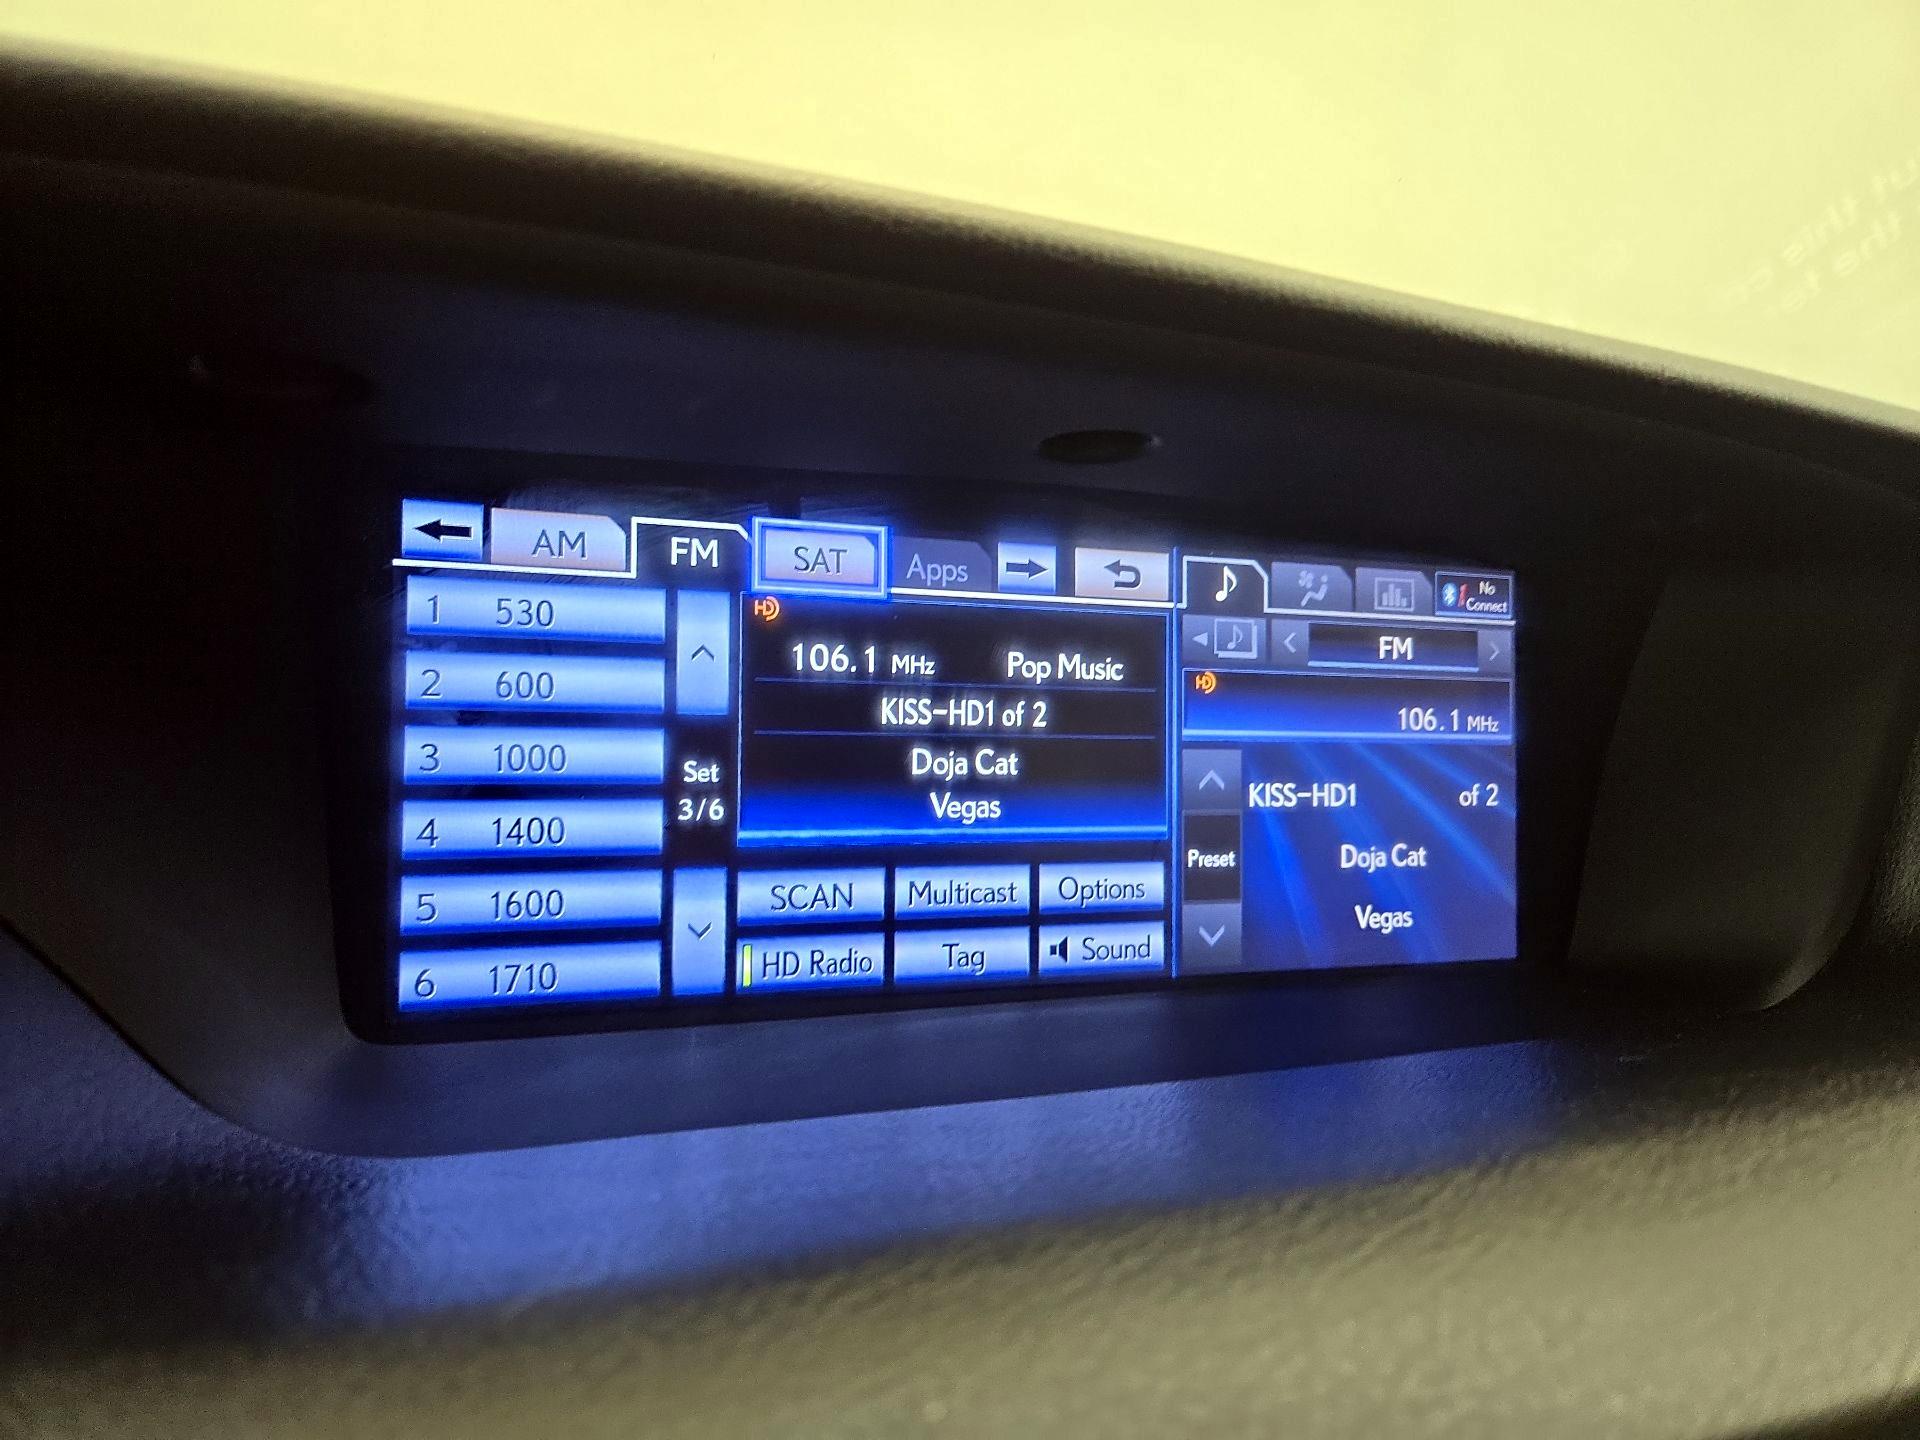 AM
FM
SAT
Apps
No
Connect
1 530
2 600
3 1000
4 1400
5 1600
6 1710
Set
3/6
HD
106.1 MHz Pop Music
KISS-HD1 of 2
Doja Cat
Vegas
SCAN
Multicast
Options
HD Radio
Tag
Sound
FM
HD
106.1 MHz
Preset
KISS-HD1 of 2
Doja Cat
Vegas